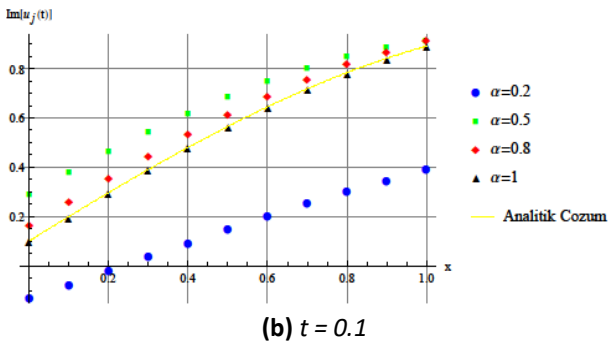 Im[u_j(t)]
0.8
0.6
0.4
0.2
0.2 0.4 0.6 0.8 1.0
x
α=0.2
α=0.5
α=0.8
α=1
Analitik Cozum
(b) t = 0.1